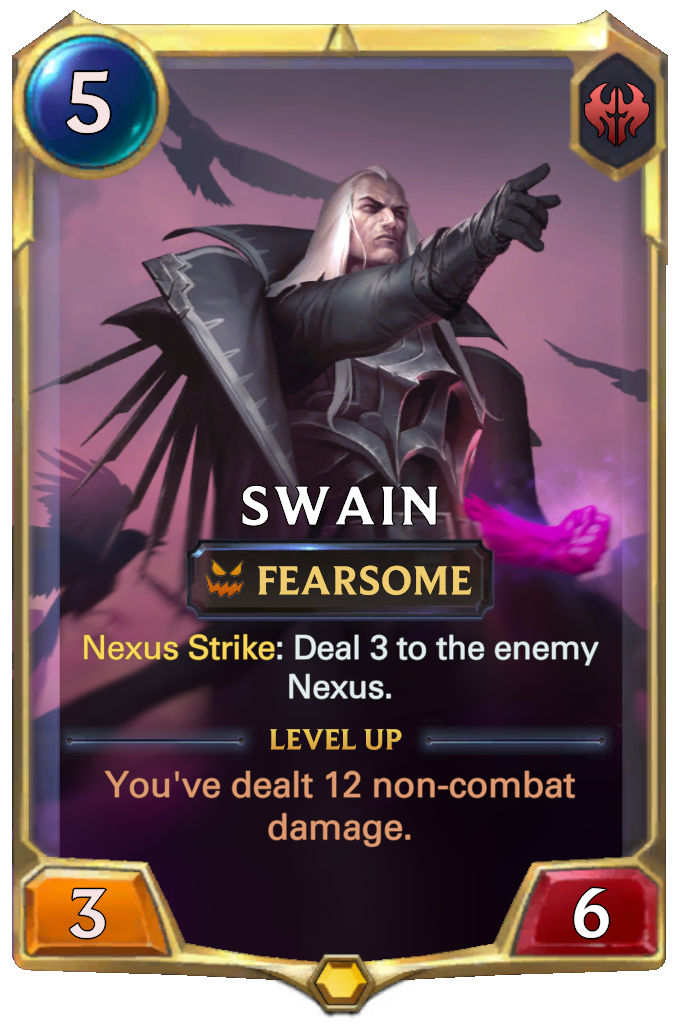 5
SWAIN
FEARSOME
Nexus Strike: Deal 3 to the enemy
Nexus.
LEVEL UP
You've dealt 12 non-combat
damage.
3
6